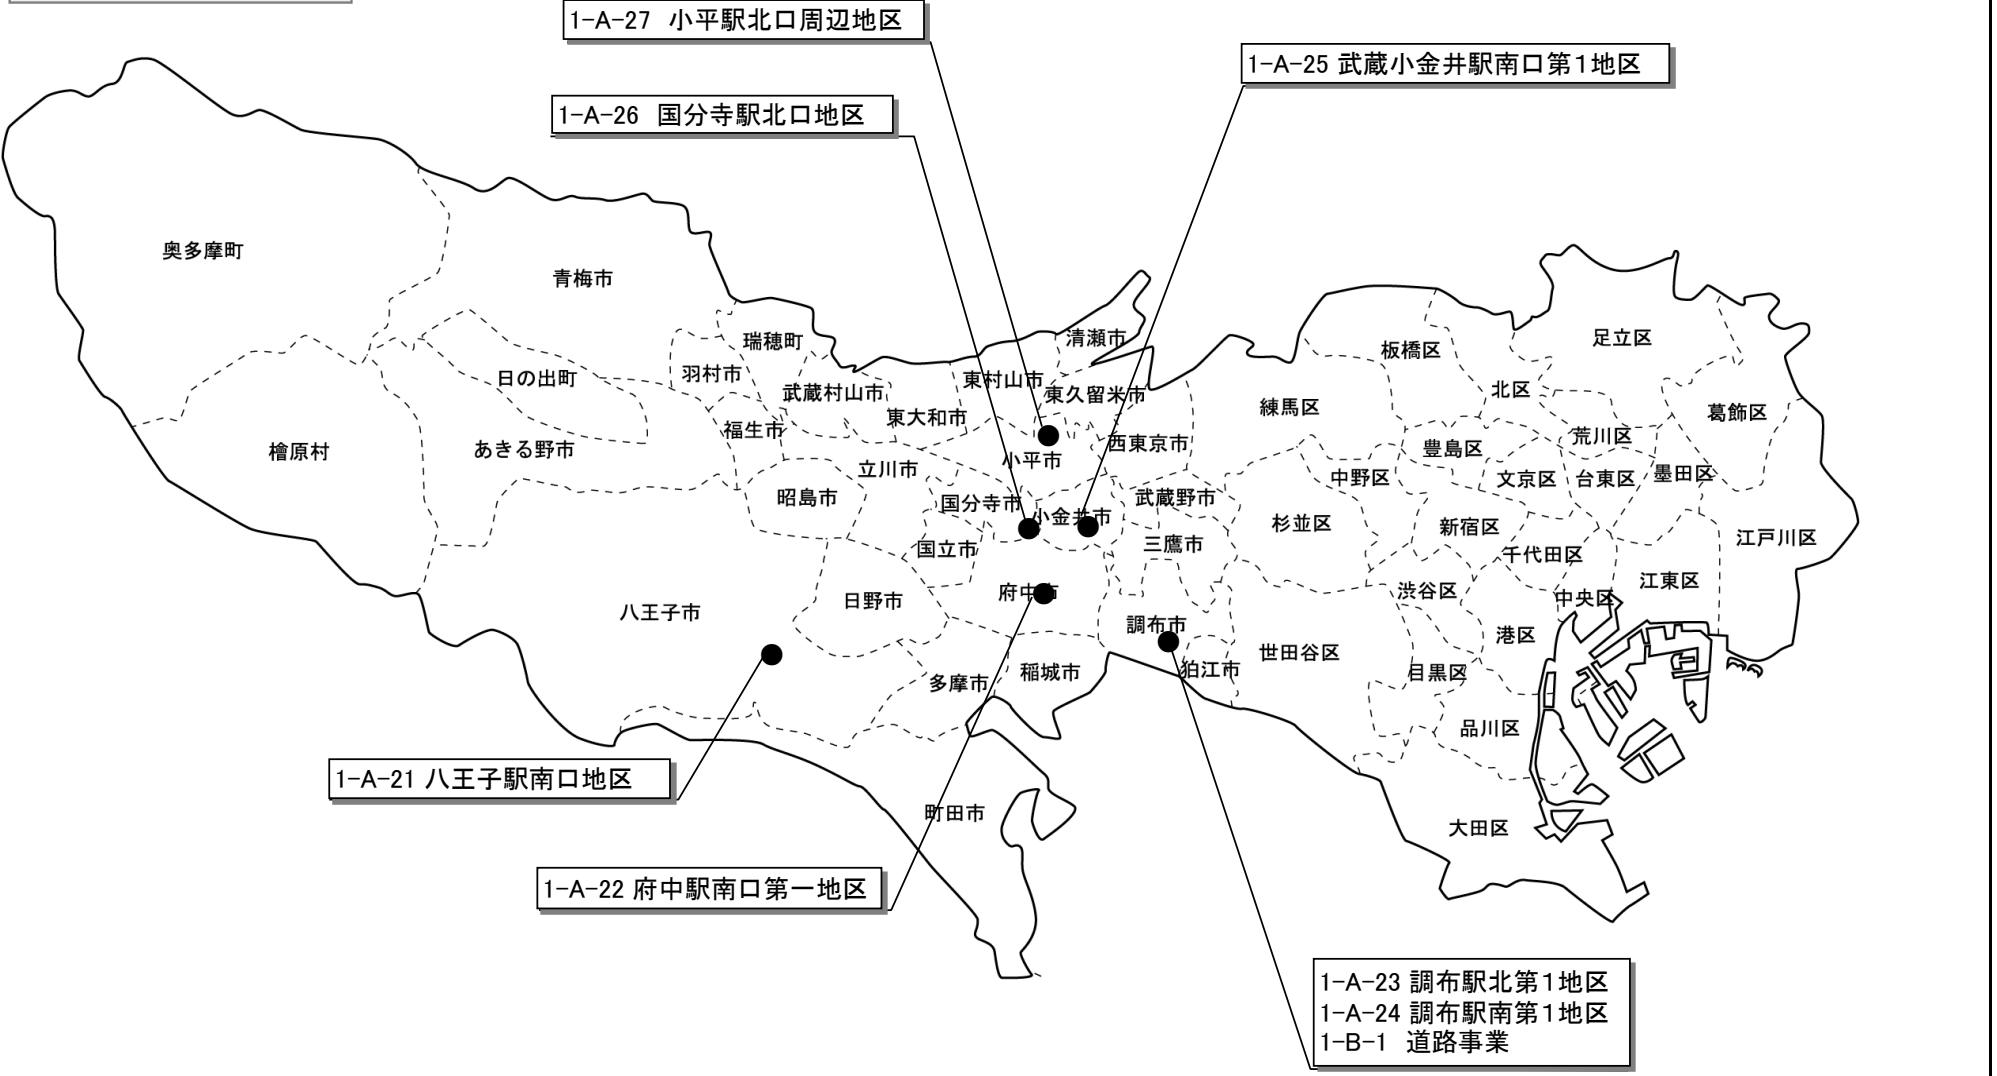 1-A-27 小平駅北口周辺地区
1-A-25 武蔵小金井駅南口第1地区
1-A-26 国分寺駅北口地区
奥多摩町
青梅市
瑞穂町
清瀬市
足立区
板橋区
羽村市
日の出町
武蔵村山市
東村山市
東久留米市
北区
練馬区
葛飾区
東大和市
福生市
西東京市
荒川区
檜原村
あきる野市
小平市
豊島区
立川市
中野区
文京区
台東区
墨田区
昭島市
国分寺市
武蔵野市
小金井市
杉並区
新宿区
江戸川区
国立市
三鷹市
千代田区
江東区
八王子市
日野市
府中市
渋谷区
中央区
調布市
港区
世田谷区
狛江市
稲城市
多摩市
目黒区
品川区
1-A-21 八王子駅南口地区
町田市
大田区
1-A-22 府中駅南口第一地区
1-A-23 調布駅北第1地区
1-A-24 調布駅南第1地区
1-B-1 道路事業